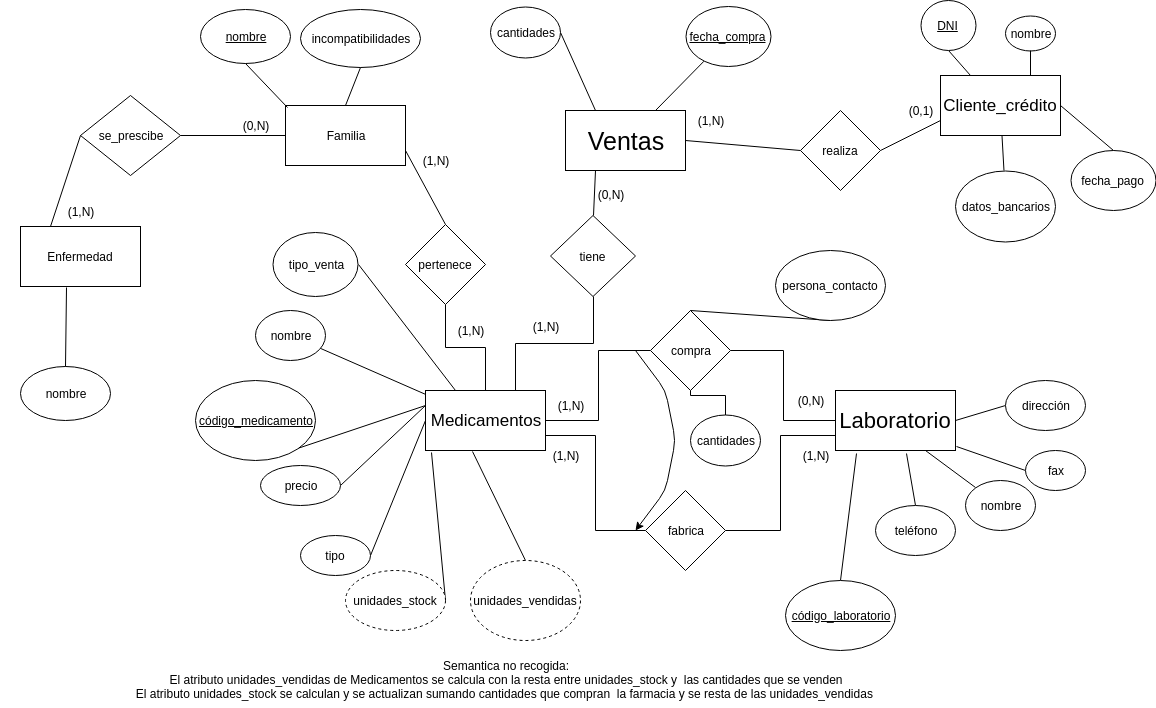 nombre
incompatibilidades
cantidades
fecha_compra
DNI
nombre
se_prescibe
(0,N)
Familia
(1,N)
Ventas
(1,N)
realiza
(0,1)
Cliente_crédito
fecha_pago
datos_bancarios
(1,N)
Enfermedad
nombre
pertenece
(1,N)
(0,N)
tiene
(1,N)
tipo_venta
nombre
código_medicamento
precio
tipo
unidades_stock
unidades_vendidas
Medicamentos
(1,N)
(1,N)
compra
persona_contacto
cantidades
fabrica
(0,N)
(1,N)
Laboratorio
dirección
fax
nombre
teléfono
código_laboratorio
Semantica no recogida:
El atributo unidades_vendidas de Medicamentos se calcula con la resta entre unidades_stock y las cantidades que se venden
El atributo unidades_stock se calculan y se actualizan sumando cantidades que compran la farmacia y se resta de las unidades_vendidas